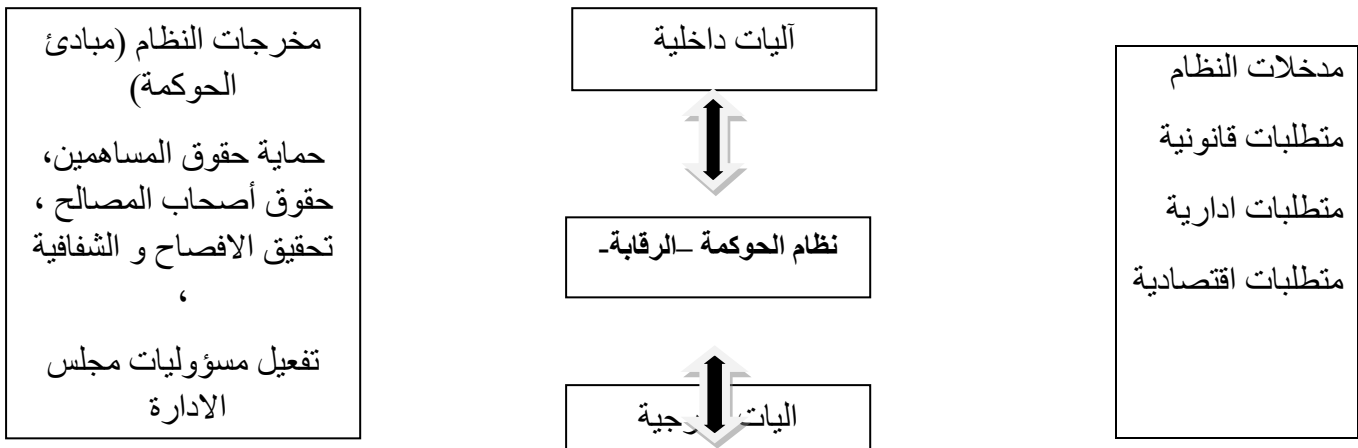 مدخلات النظام
متطلبات قانونية
متطلبات ادارية
متطلبات اقتصادية
آليات داخلية
نظام الحوكمة –الرقابة-
اليات
مخرجات النظام (مبادئ
الحوكمة)
حماية حقوق المساهمين،
حقوق أصحاب المصالح ،
تحقيق الافصاح و الشفافية
،
تفعيل مسؤوليات مجلس
الادارة